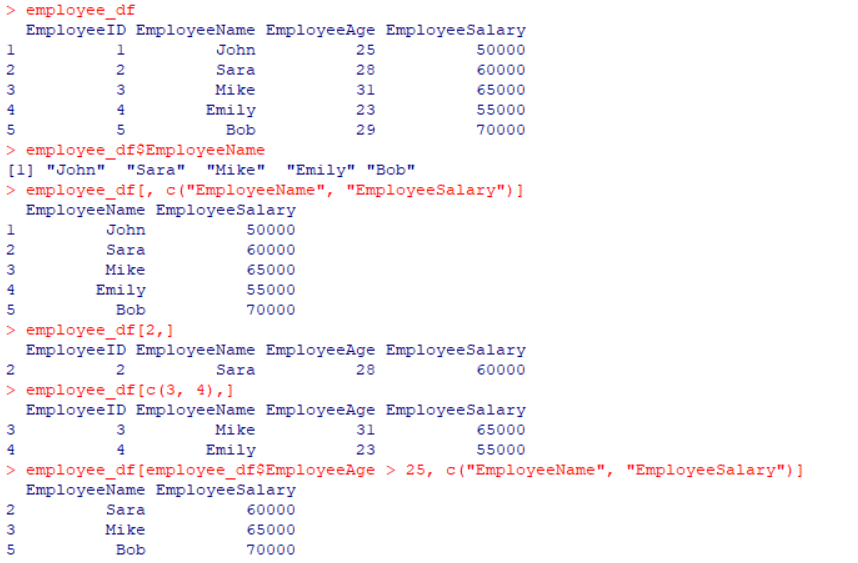 > employee_df
  EmployeeID EmployeeName EmployeeAge EmployeeSalary
1          1         John          25          50000
2          2         Sara          28          60000
3          3         Mike          31          65000
4          4        Emily          23          55000
5          5          Bob          29          70000
> employee_df$EmployeeName
[1] "John"  "Sara"  "Mike"  "Emily" "Bob"
> employee_df[, c("EmployeeName", "EmployeeSalary")]
  EmployeeName EmployeeSalary
1         John          50000
2         Sara          60000
3         Mike          65000
4        Emily          55000
5          Bob          70000
> employee_df[2,]
  EmployeeID EmployeeName EmployeeAge EmployeeSalary
2          2         Sara          28          60000
> employee_df[c(3, 4),]
  EmployeeID EmployeeName EmployeeAge EmployeeSalary
3          3         Mike          31          65000
4          4        Emily          23          55000
> employee_df[employee_df$EmployeeAge > 25, c("EmployeeName", "EmployeeSalary")]
  EmployeeName EmployeeSalary
2         Sara          60000
3         Mike          65000
5          Bob          70000